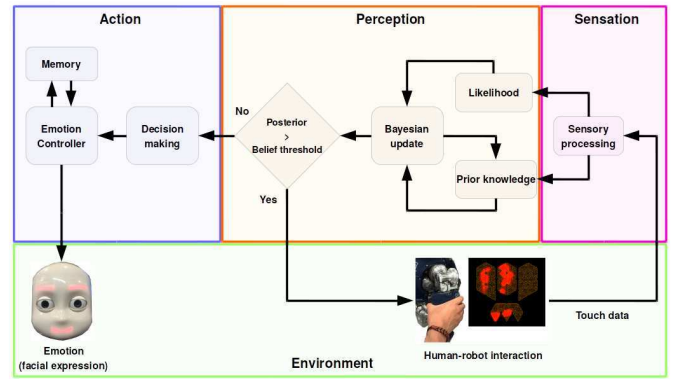 Action
Perception
Sensation
Memory
Emotion
Controller
Decision
making
No
Posterior
>
Belief threshold
Yes
Bayesian
update
Likelihood
Prior knowledge
Sensory
processing
Emotion
(facial expression)
Human-robot interaction
Touch data
Environment